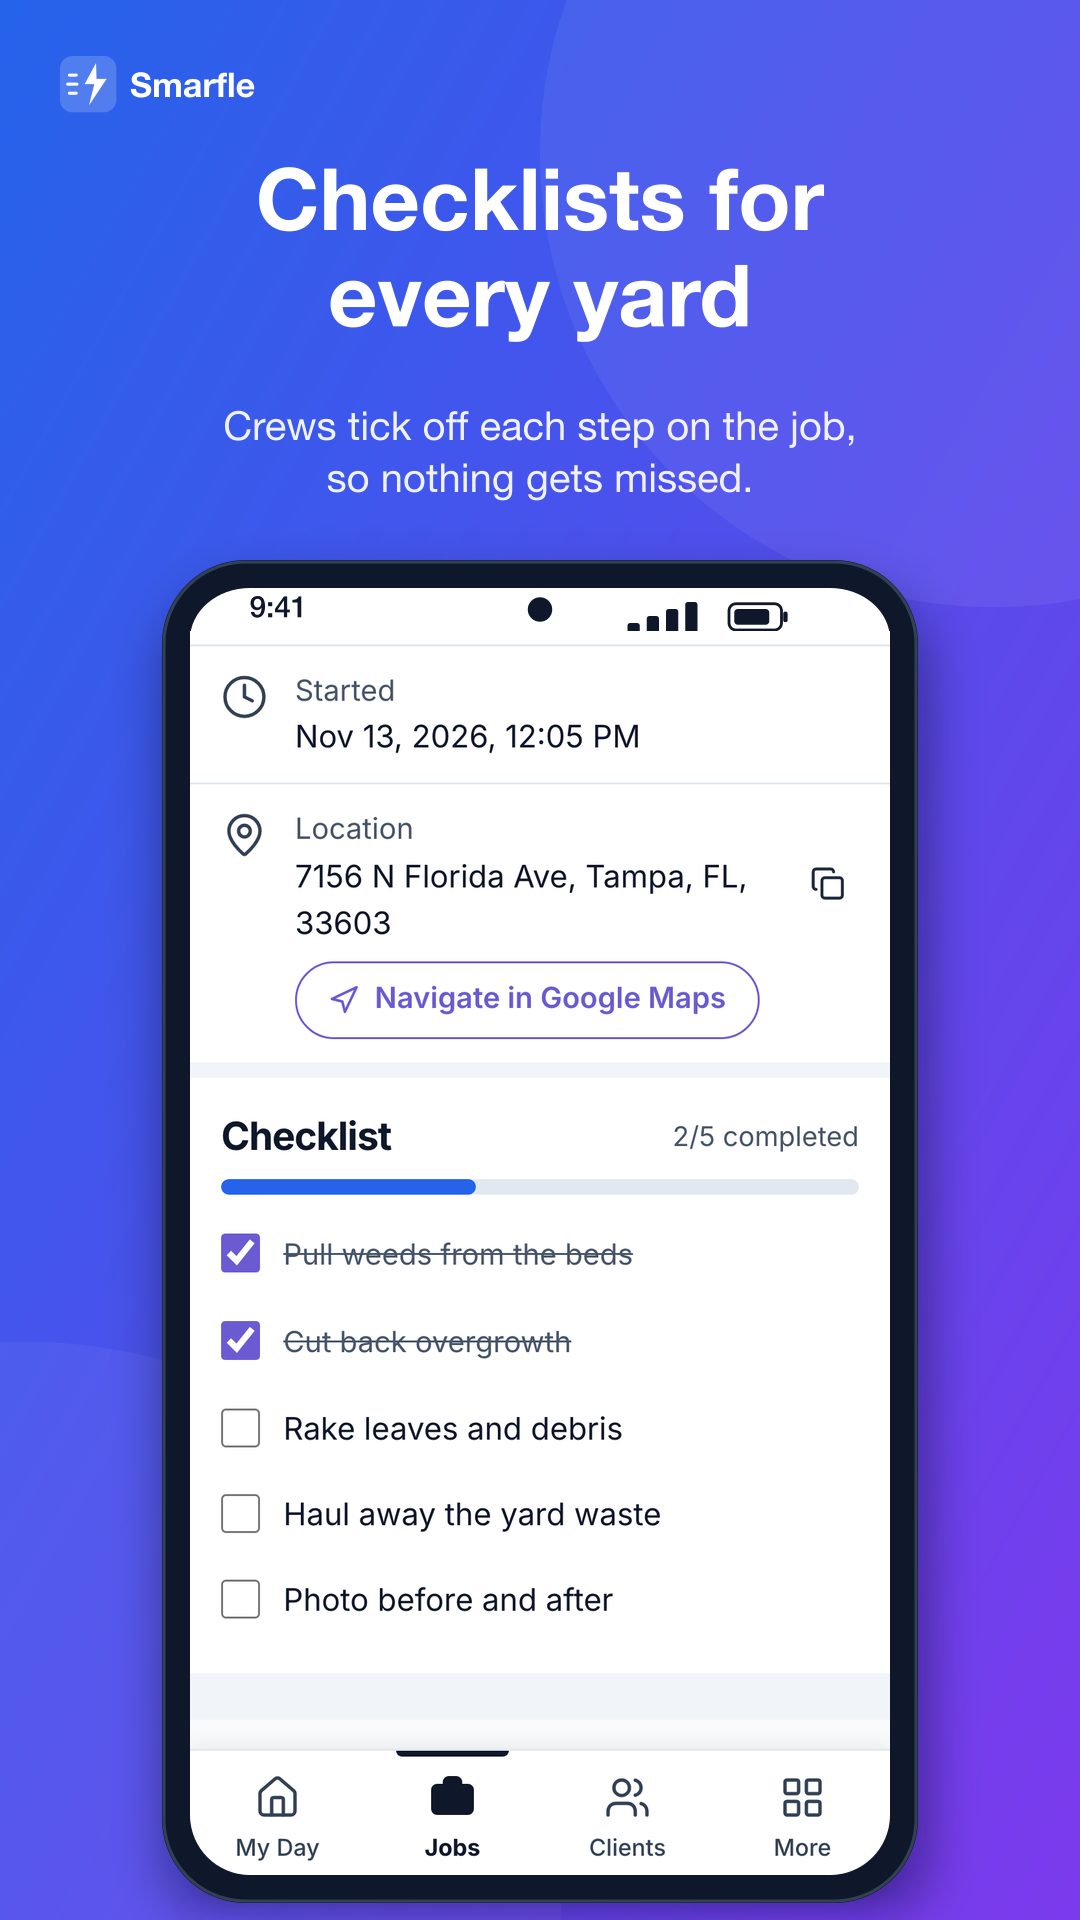 Smarfle
Checklists for
every yard
Crews tick off each step on the job,
so nothing gets missed.
9:41
Started
Nov 13, 2026, 12:05 PM
Location
7156 N Florida Ave, Tampa, FL,
33603
Navigate in Google Maps
Checklist
2/5 completed
Pull weeds from the beds
Cut back overgrowth
Rake leaves and debris
Haul away the yard waste
Photo before and after
My Day
Jobs
Clients
More